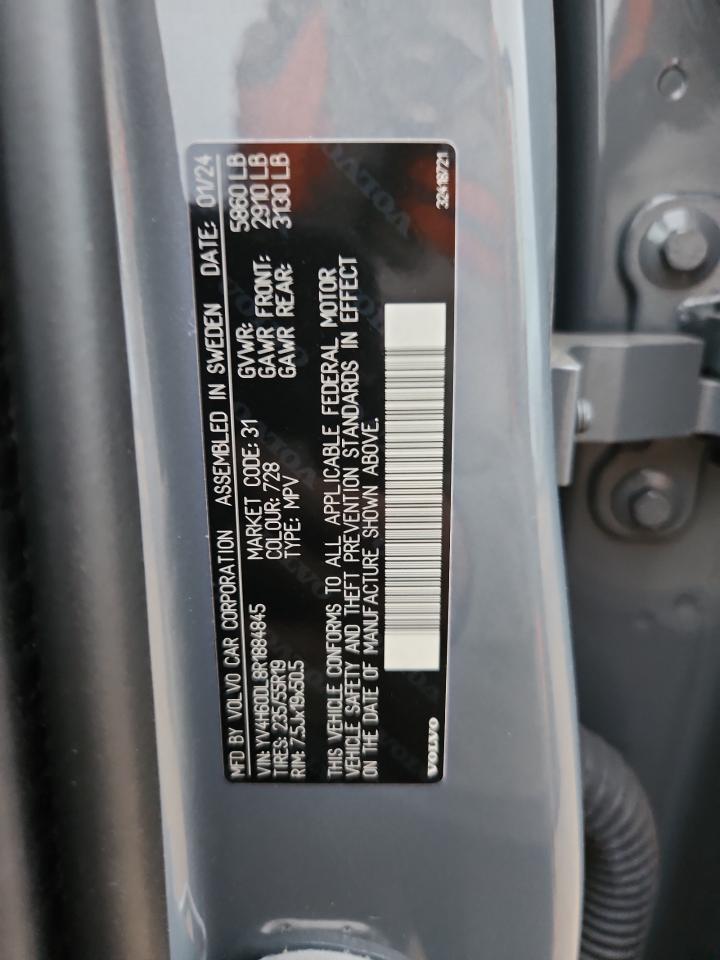 MFD BY VOLVO CAR CORPORATION ASSEMBLED IN SWEDEN DATE: 01/24
VIN: YV4H60DL8R1884845 MARKET CODE: 31 GVWR: 5860 LB
TIRES: 235/55R19 COLOUR: 728 GAWR FRONT: 2910 LB
RIM: 7.5Jx19x50.5 TYPE: MPV GAWR REAR: 3130 LB
THIS VEHICLE CONFORMS TO ALL APPLICABLE FEDERAL MOTOR
VEHICLE SAFETY AND THEFT PREVENTION STANDARDS IN EFFECT
ON THE DATE OF MANUFACTURE SHOWN ABOVE.
VOLVO 32418721